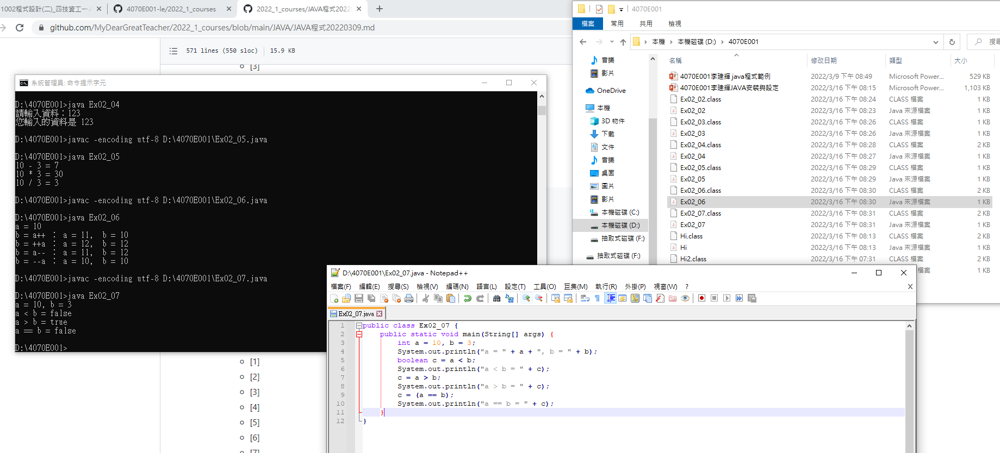 1002程式設計(二)_四技資工一
4070E001-le/2022_1_courses
2022_1_courses/JAVA程式2022
github.com/MyDearGreatTeacher/2022_1_courses/blob/main/JAVA/JAVA程式20220309.md
571 lines (550 sloc)
15.9 KB
[3]
系統管理員: 命令提示字元
D:\4070E001>java Ex02_04
請輸入資料：123
您輸入的資料是 123
D:\4070E001>javac -encoding utf-8 D:\4070E001\Ex02_05.java
D:\4070E001>java Ex02_05
10 - 3 = 7
10 * 3 = 30
10 / 3 = 3
D:\4070E001>javac -encoding utf-8 D:\4070E001\Ex02_06.java
D:\4070E001>java Ex02_06
a = 10
b = a++ ： a = 11,  b = 10
b = ++a ： a = 12,  b = 12
b = a-- ： a = 11,  b = 12
b = --a ： a = 10,  b = 10
D:\4070E001>javac -encoding utf-8 D:\4070E001\Ex02_07.java
D:\4070E001>java Ex02_07
a = 10, b = 3
a < b = false
a > b = true
a == b = false
D:\4070E001>
[1]
[2]
[3]
[4]
[5]
[6]
[7]
4070E001
檔案 常用 共用 檢視
本機 › 本機磁碟 (D:) › 4070E001
搜尋
音樂
影片
OneDrive
本機
3D 物件
下載
文件
音樂
桌面
圖片
影片
本機磁碟 (C:)
本機磁碟 (D:)
抽取式磁碟 (F:)
抽取式磁碟 (F:)
名稱 修改日期 類型 大小
4070E001李建輝 java程式範例 2022/3/9 下午 08:49 Microsoft Power... 529 KB
4070E001李建輝JAVA安裝與設定 2022/3/16 下午 08:15 Microsoft Power... 1,103 KB
Ex02_02.class 2022/3/16 下午 08:24 CLASS 檔案 1 KB
Ex02_02 2022/3/16 下午 08:23 Java 來源檔案 1 KB
Ex02_03.class 2022/3/16 下午 08:26 CLASS 檔案 1 KB
Ex02_03 2022/3/16 下午 08:26 Java 來源檔案 1 KB
Ex02_04.class 2022/3/16 下午 08:28 CLASS 檔案 2 KB
Ex02_04 2022/3/16 下午 08:27 Java 來源檔案 1 KB
Ex02_05.class 2022/3/16 下午 08:29 CLASS 檔案 1 KB
Ex02_05 2022/3/16 下午 08:29 Java 來源檔案 1 KB
Ex02_06.class 2022/3/16 下午 08:30 CLASS 檔案 2 KB
Ex02_06 2022/3/16 下午 08:30 Java 來源檔案 1 KB
Ex02_07.class 2022/3/16 下午 08:31 CLASS 檔案 2 KB
Ex02_07 2022/3/16 下午 08:31 Java 來源檔案 1 KB
Hi.class 2022/3/16 下午 08:13 CLASS 檔案 2 KB
Hi 2022/3/16 下午 08:13 Java 來源檔案 1 KB
Hi2.class 2022/3/16 下午 07:31 CLASS 檔案 2 KB
檔案 1 KB
D:\4070E001\Ex02_07.java - Notepad++
檔案(F) 編輯(E) 搜尋(S) 檢視(V) 編碼(N) 語言(L) 設定(T) 工具(O) 巨集(M) 執行(R) 外掛(P) 視窗(W) ? X
Ex02_07.java
1 public class Ex02_07 {
2 public static void main(String[] args) {
3 int a = 10, b = 3;
4 System.out.println("a = " + a + ", b = " + b);
5 boolean c = a < b;
6 System.out.println("a < b = " + c);
7 c = a > b;
8 System.out.println("a > b = " + c);
9 c = (a == b);
10 System.out.println("a == b = " + c);
11 }
12 }